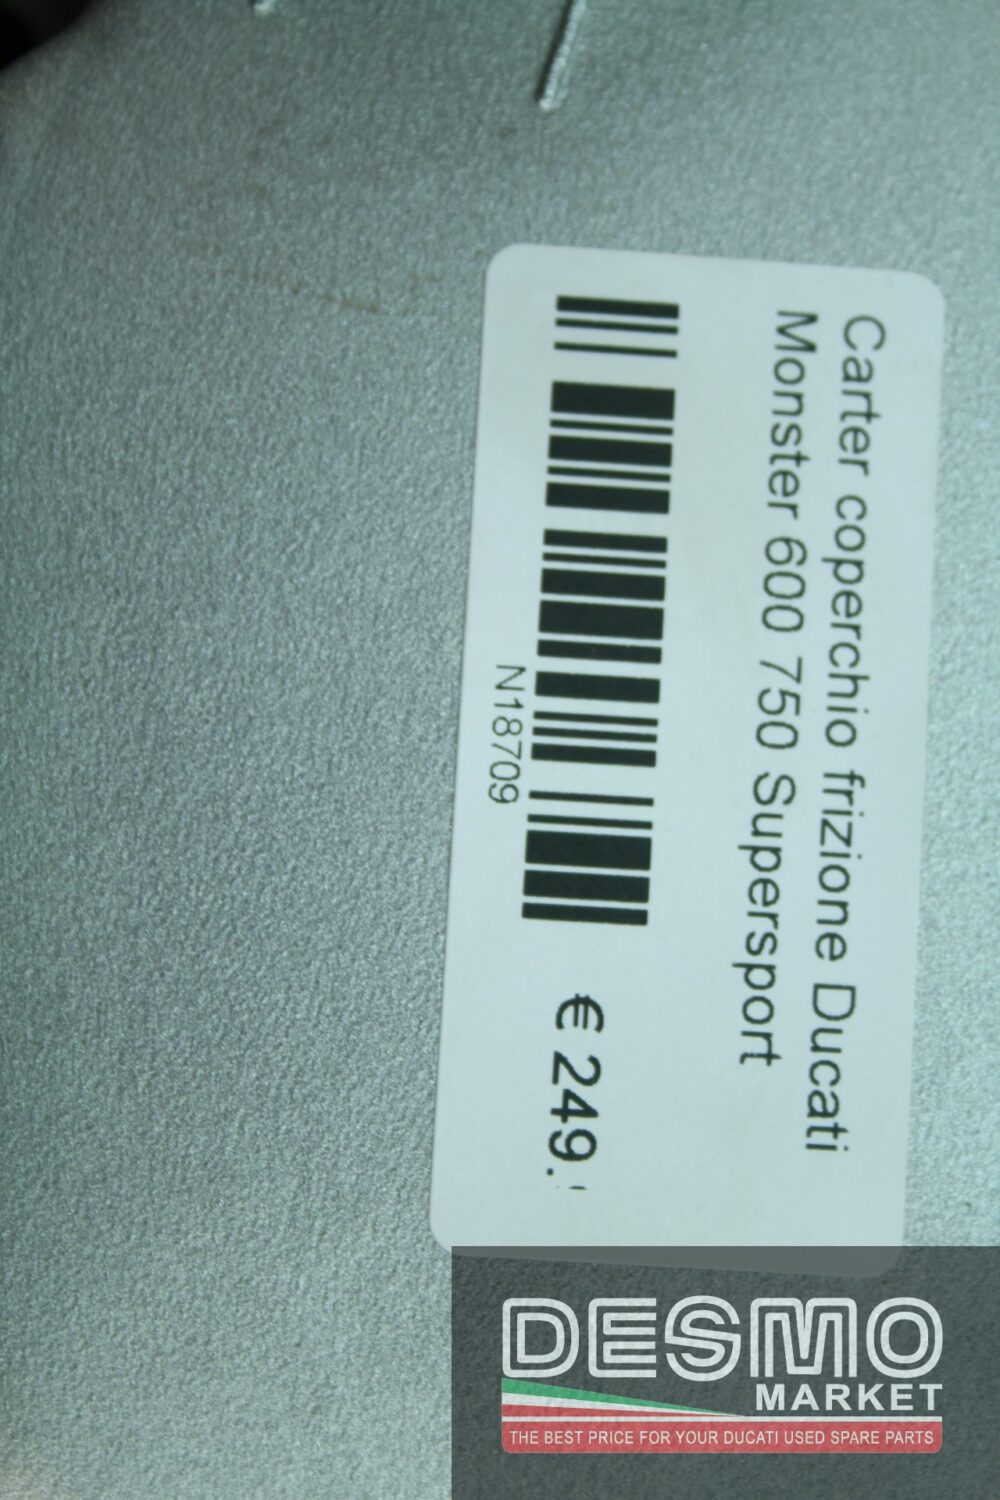 Carter coperchio frizione Ducati
Monster 600 750 Supersport
N18709
€ 249.
DESMO
MARKET
THE BEST PRICE FOR YOUR DUCATI USED SPARE PARTS